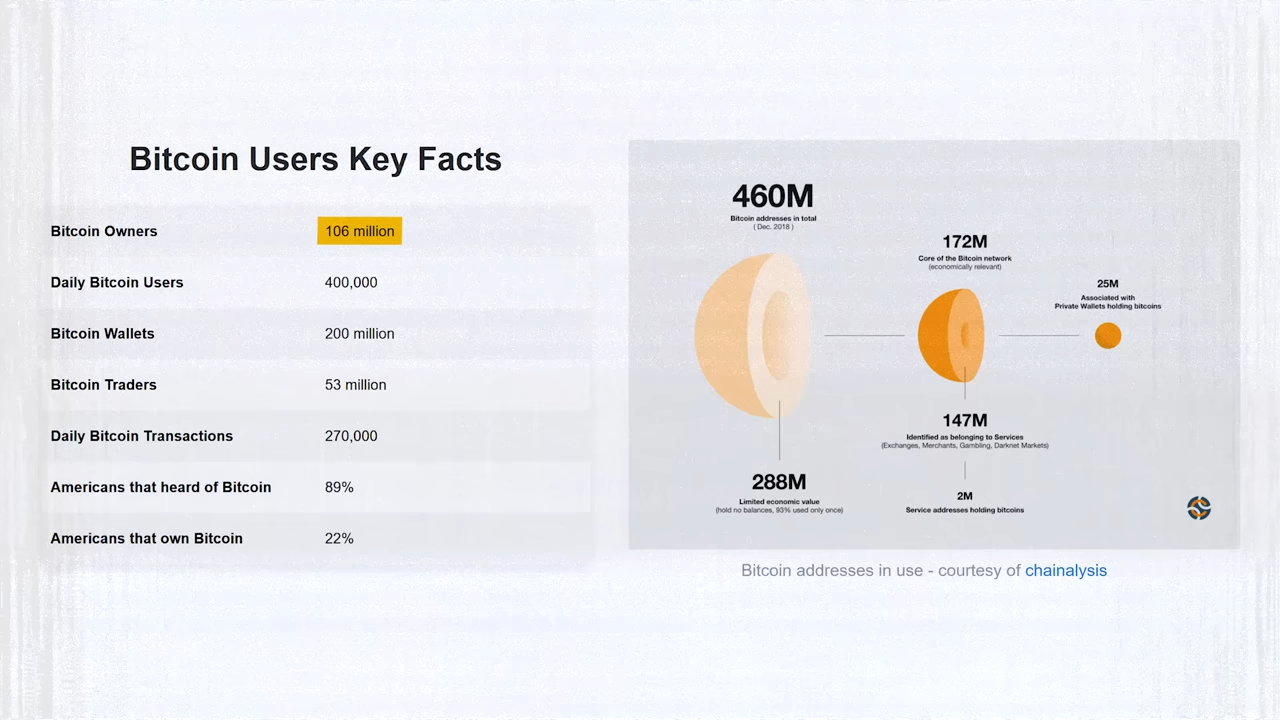 Bitcoin Users Key Facts
Bitcoin Owners 106 million
Daily Bitcoin Users 400,000
Bitcoin Wallets 200 million
Bitcoin Traders 53 million
Daily Bitcoin Transactions 270,000
Americans that heard of Bitcoin 89%
Americans that own Bitcoin 22%
460M
Bitcoin addresses in total
( Dec. 2018 )
288M
Limited economic value
(hold no balances, 93% used only once)
172M
Core of the Bitcoin network
(economically relevant)
147M
Identified as belonging to Services
(Exchanges, Merchants, Gambling, Darknet Markets)
2M
Service addresses holding bitcoins
25M
Associated with
Private Wallets holding bitcoins
Bitcoin addresses in use - courtesy of chainalysis